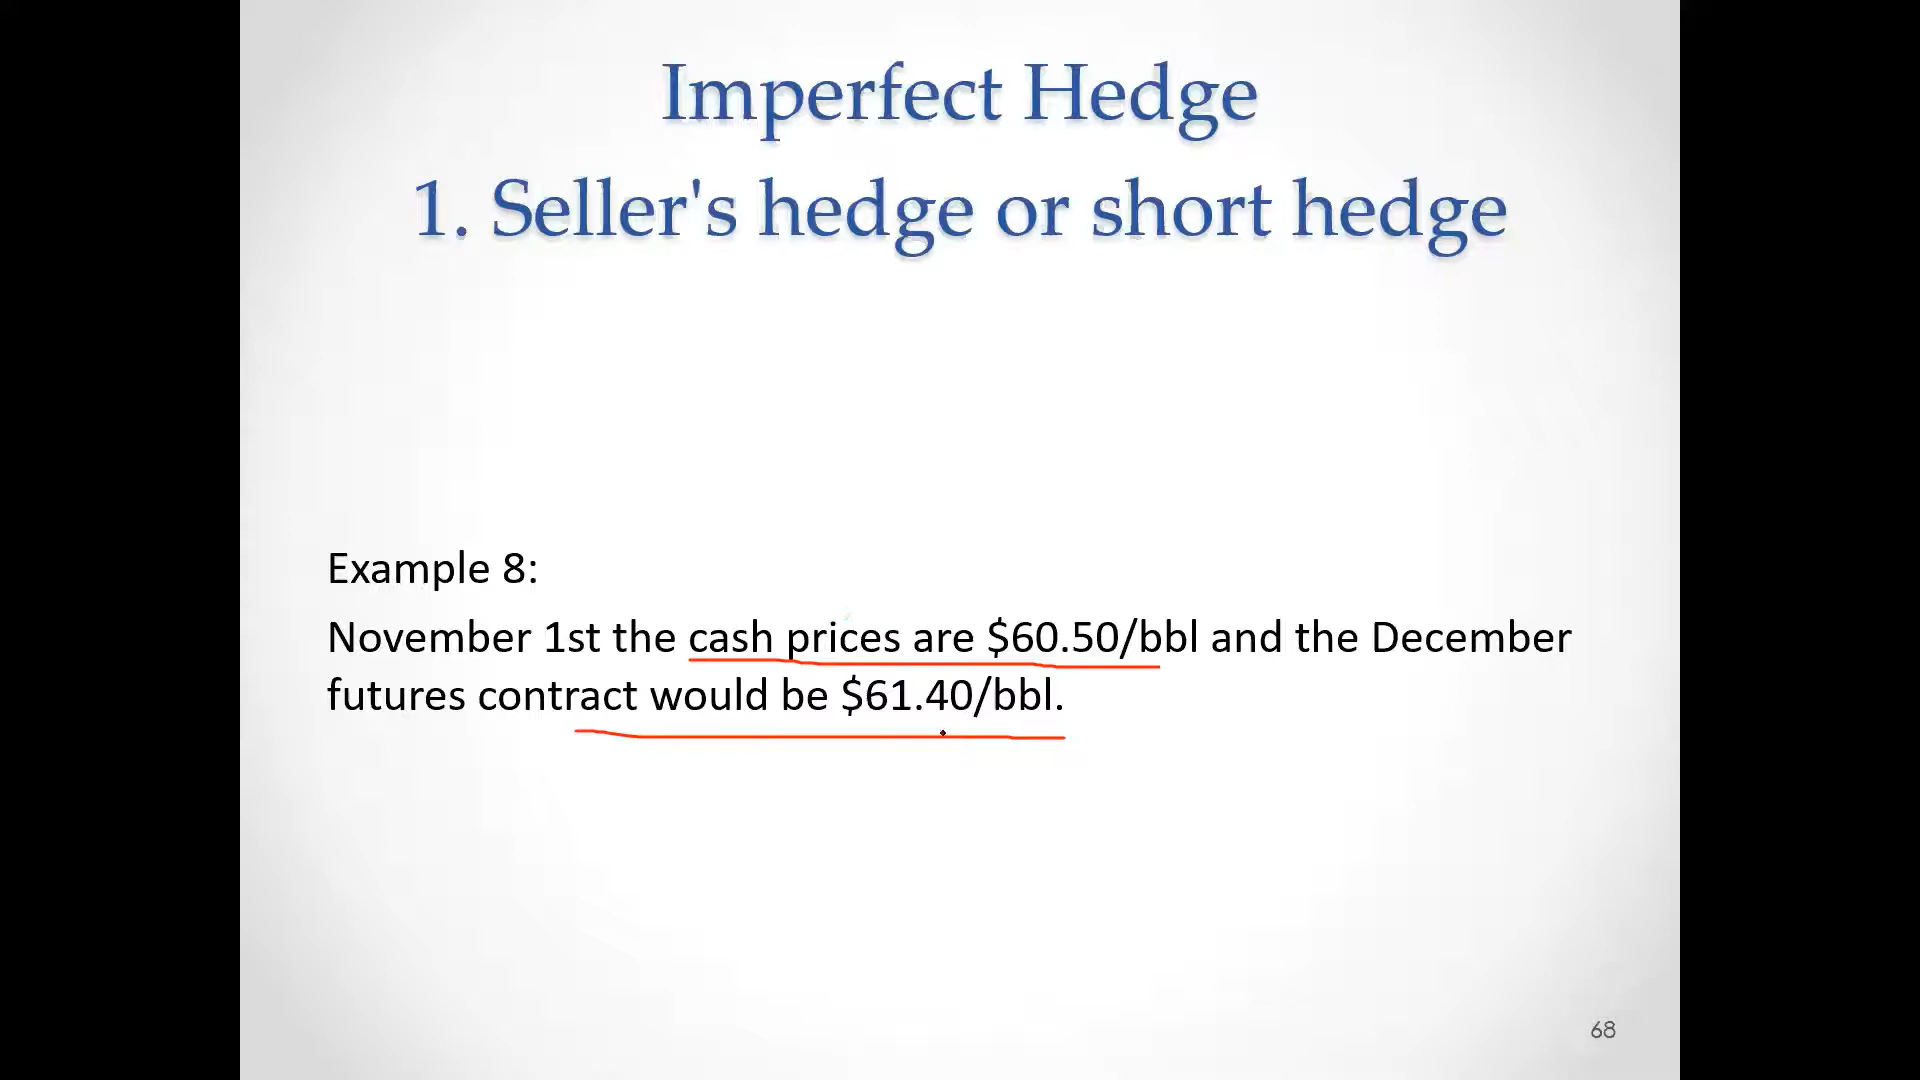 Imperfect Hedge
1. Seller's hedge or short hedge
Example 8:
November 1st the cash prices are $60.50/bbl and the December
futures contract would be $61.40/bbl.
68